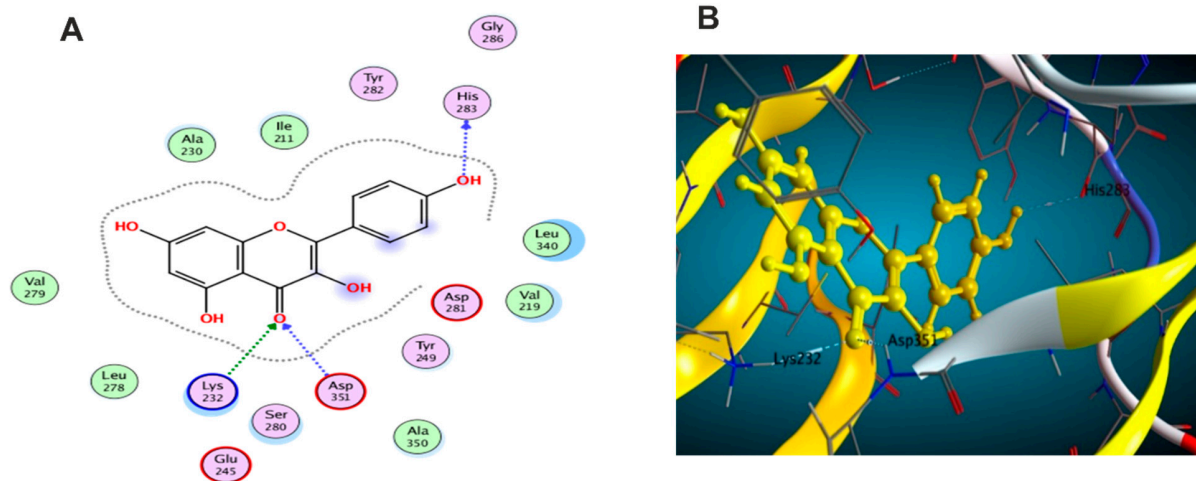 A
Gly
286
Tyr
282
His
283
Ile
211
Ala
230
OH
HO
O
Leu
340
Val
279
OH
OH
O
Asp
281
Val
219
Tyr
249
Leu
278
Lys
232
Asp
351
Ser
280
Ala
350
Glu
245
B
His283
Asp351
Lys232